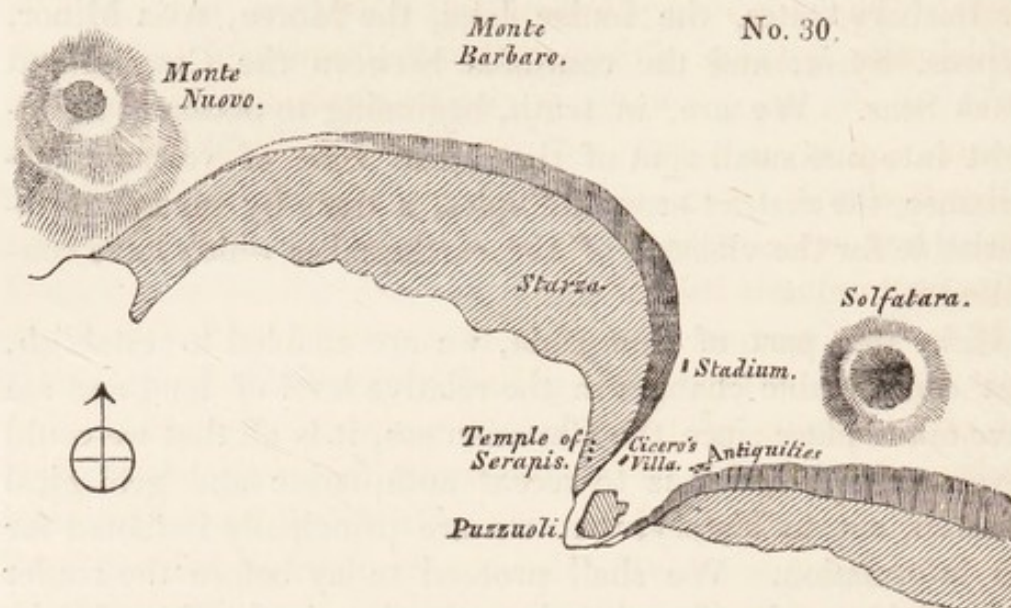 Monte
Barbaro.
No. 30.
Monte
Nuovo.
Starza.
Solfatara.
Stadium.
Temple of
Serapis.
Cicero's
Villa.
Antiquities
Puzzuoli.